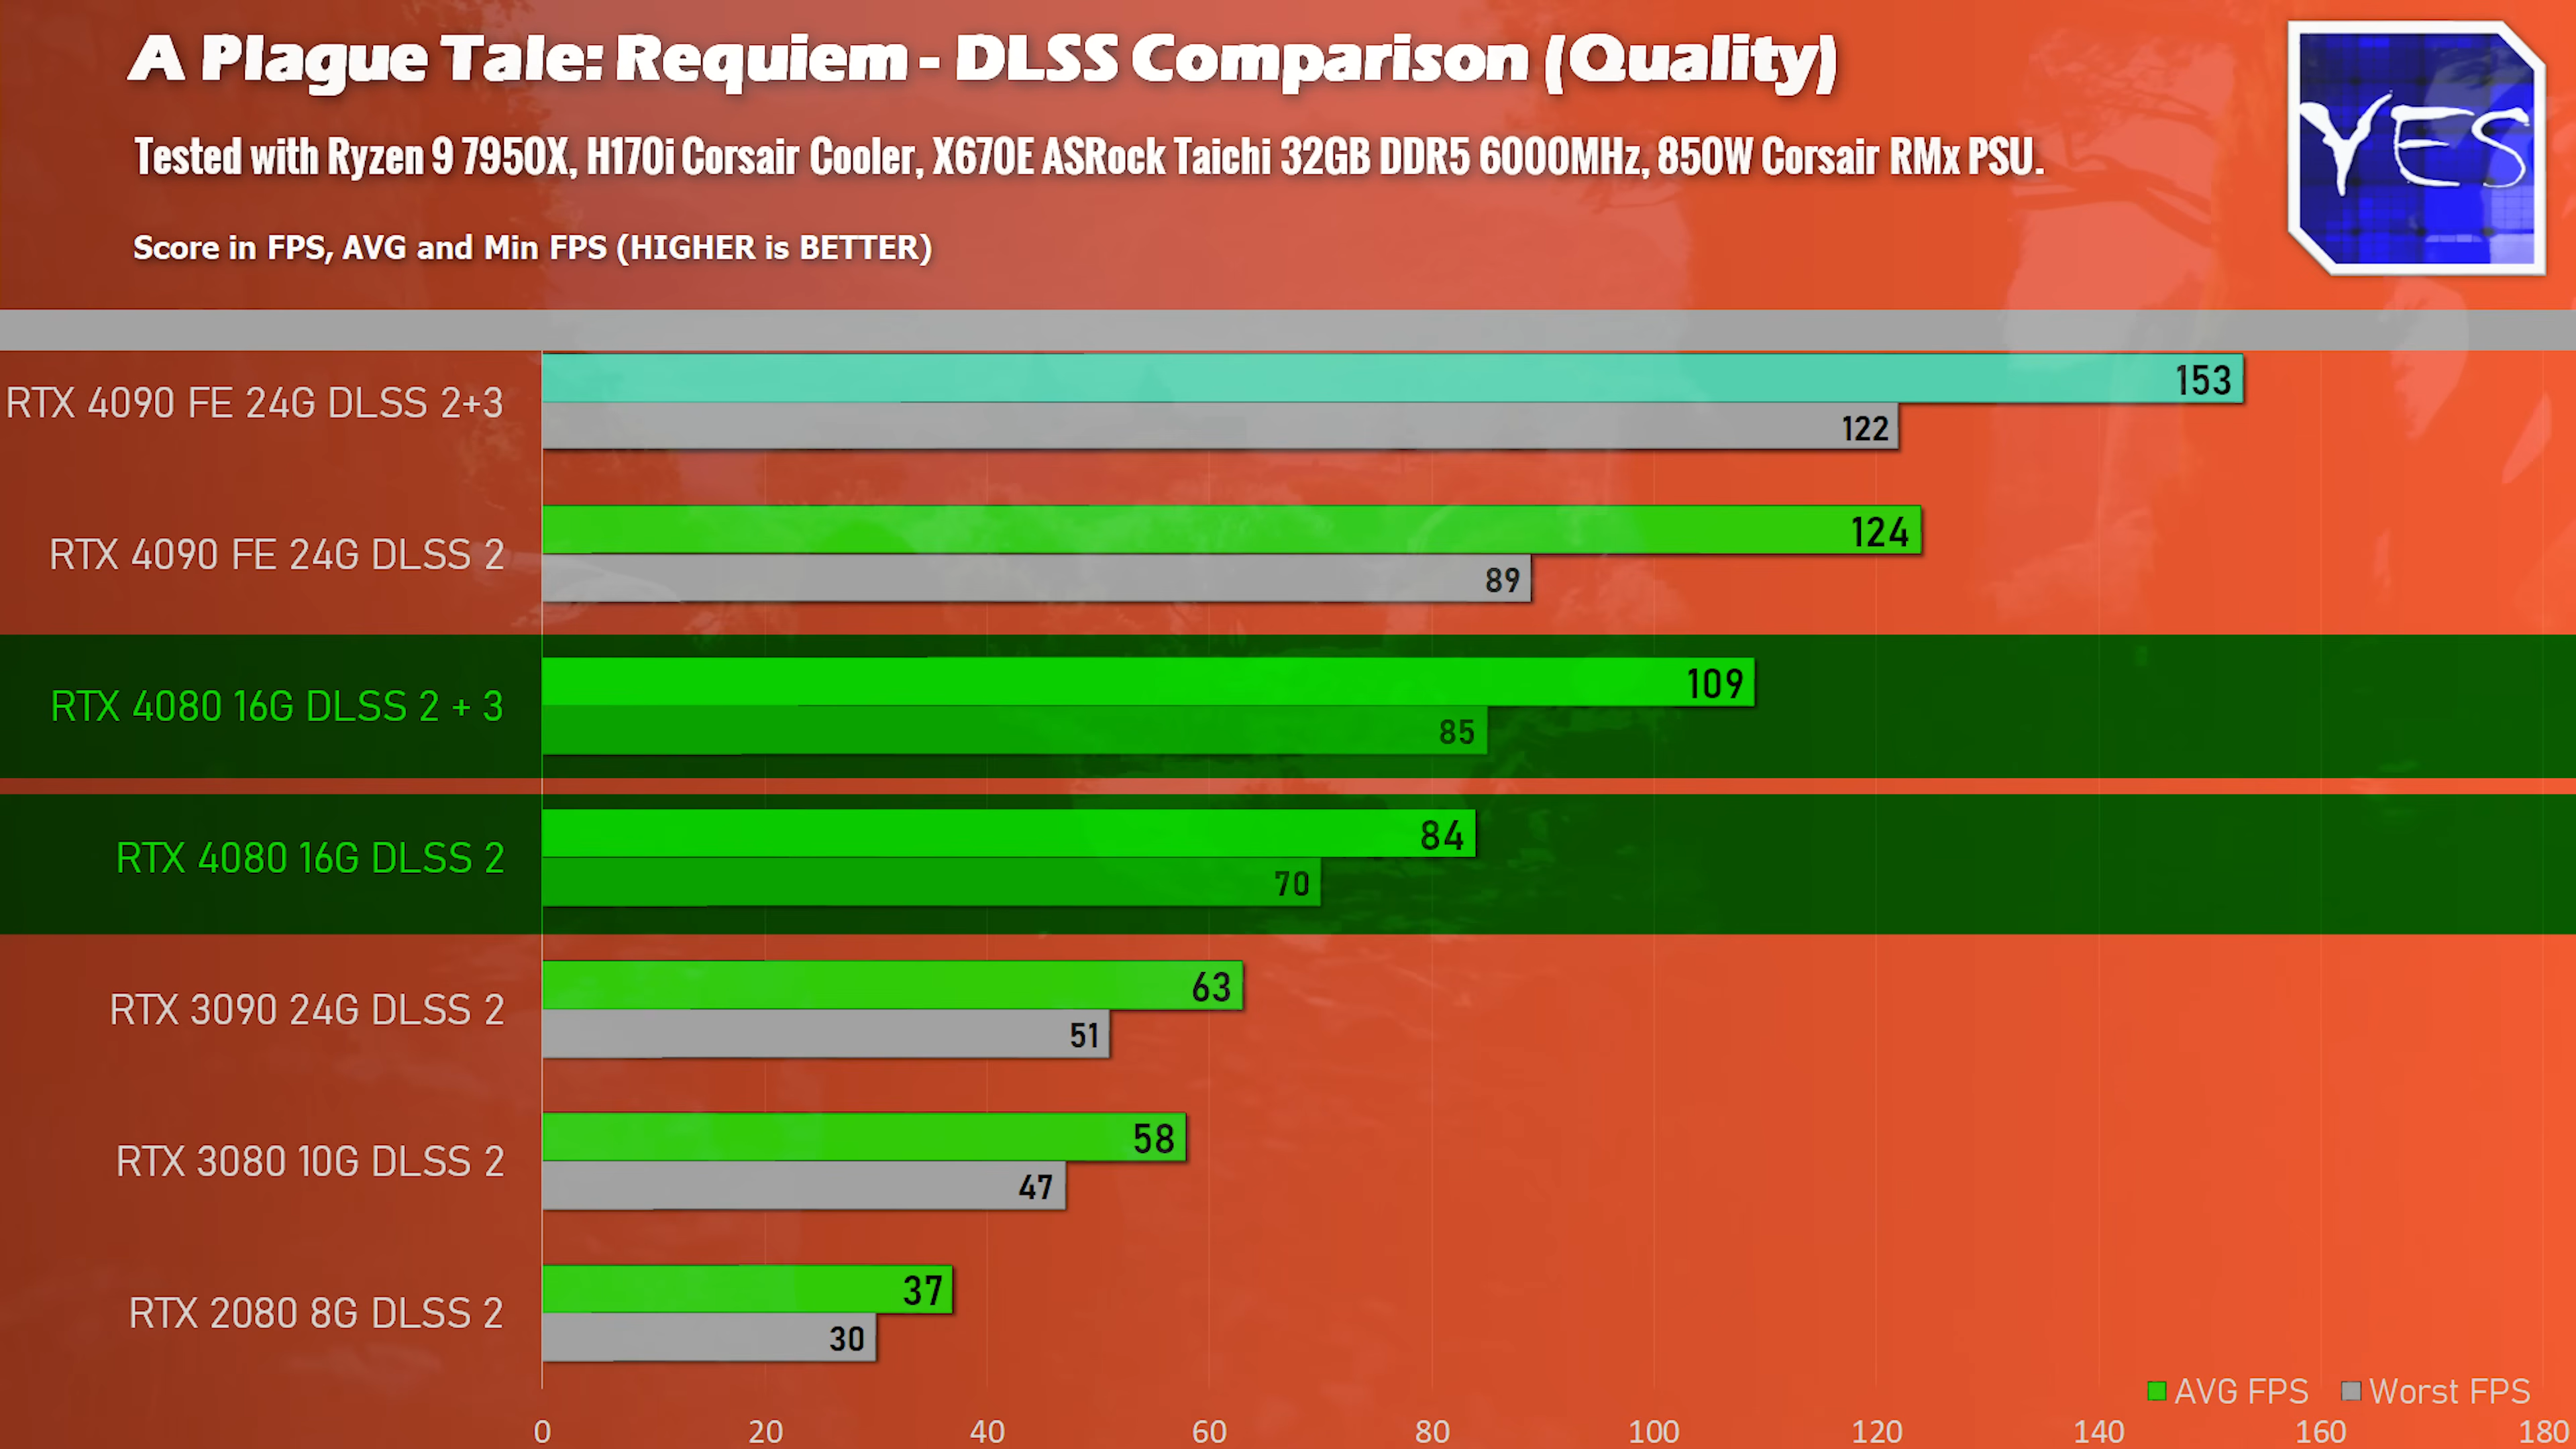 A Plague Tale: Requiem - DLSS Comparison (Quality)
Tested with Ryzen 9 7950X, H170i Corsair Cooler, X670E ASRock Taichi 32GB DDR5 6000MHz, 850W Corsair RMx PSU.
Score in FPS, AVG and Min FPS (HIGHER is BETTER)
YES
RTX 4090 FE 24G DLSS 2+3
153
122
RTX 4090 FE 24G DLSS 2
124
89
RTX 4080 16G DLSS 2 + 3
109
85
RTX 4080 16G DLSS 2
84
70
RTX 3090 24G DLSS 2
63
51
RTX 3080 10G DLSS 2
58
47
RTX 2080 8G DLSS 2
37
30
AVG FPS Worst FPS
0 20 40 60 80 100 120 140 160 180